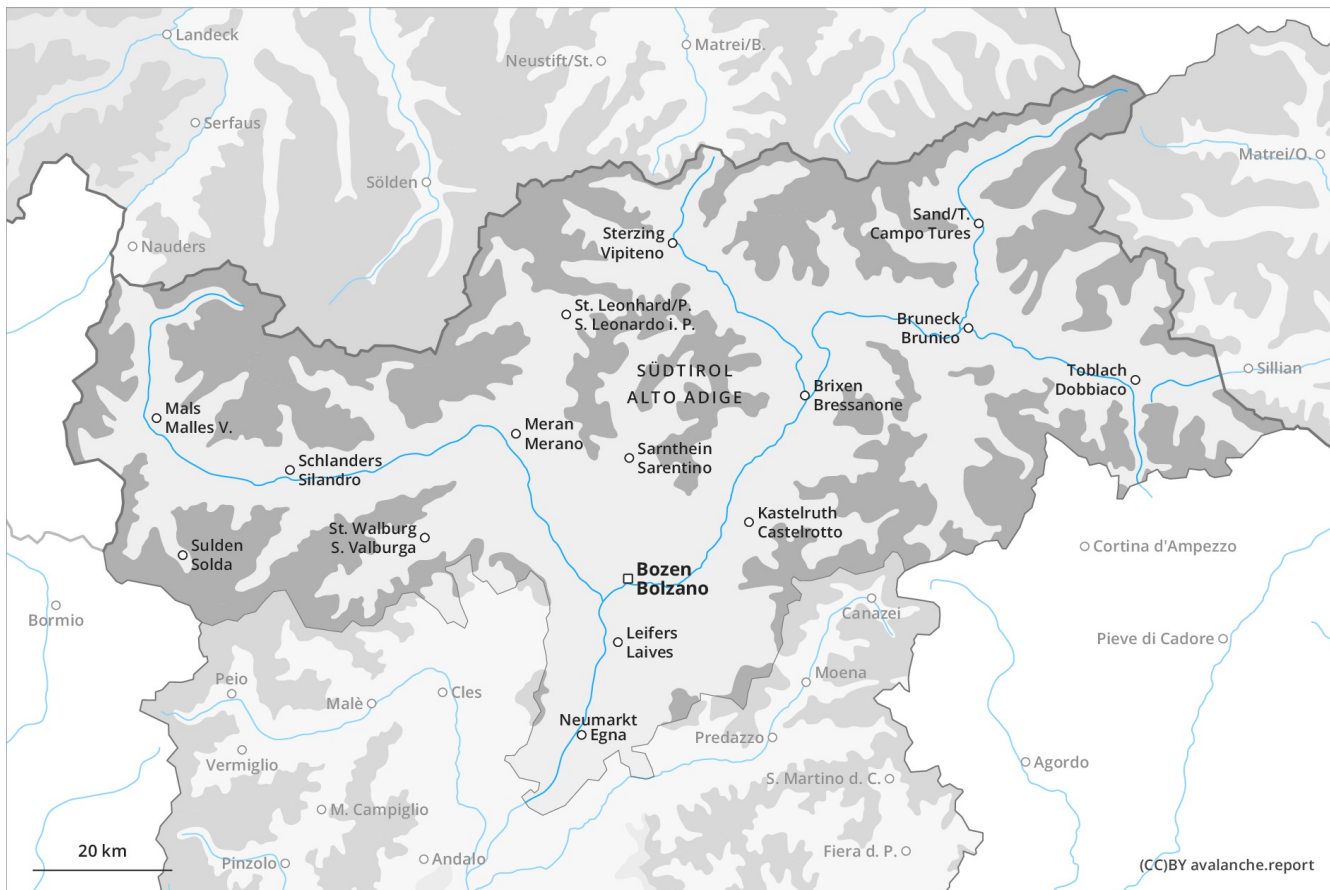 Landeck
Matrei/B.
Neustift/St.
Serfaus
Matrei/O.
Sölden
Sand/T.
Campo Tures
Nauders
Sterzing
Vipiteno
St. Leonhard/P.
S. Leonardo i. P.
Bruneck
Brunico
SÜDTIROL
ALTO ADIGE
Toblach
Dobbiaco
Sillian
Brixen
Bressanone
Mals
Malles V.
Meran
Merano
Schlanders
Silandro
Sarnthein
Sarentino
Kastelruth
Castelrotto
St. Walburg
S. Valburga
Sulden
Solda
Cortina d'Ampezzo
Bozen
Bolzano
Bormio
Canazei
Leifers
Laives
Pieve di Cadore
Peio
Malè
Cles
Moena
Neumarkt
Egna
Predazzo
Vermiglio
Agordo
S. Martino d. C.
M. Campiglio
20 km
Pinzolo
Andalo
Fiera d. P.
(CC)BY avalanche.report